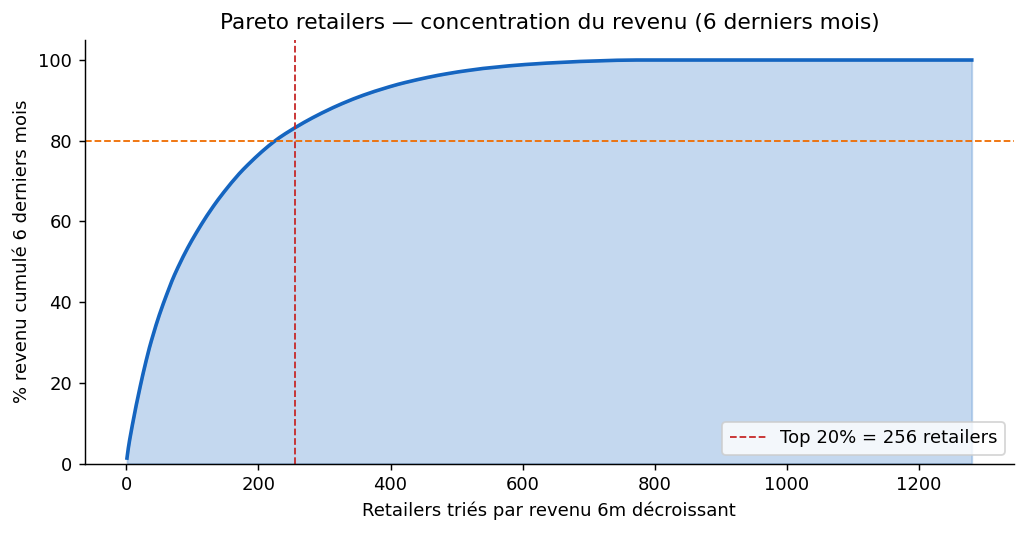 Pareto retailers — concentration du revenu (6 derniers mois)
% revenu cumulé 6 derniers mois
100
80
60
40
20
0
0 200 400 600 800 1000 1200
Top 20% = 256 retailers
Retailers triés par revenu 6m décroissant